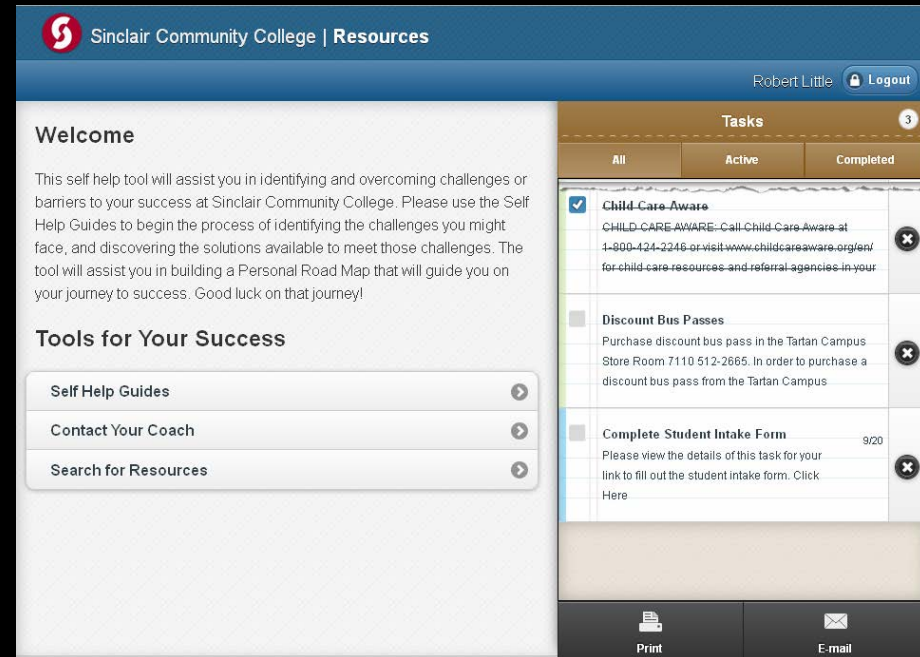 Sinclair Community College | Resources
Robert Little
Logout
Welcome
This self help tool will assist you in identifying and overcoming challenges or
barriers to your success at Sinclair Community College. Please use the Self
Help Guides to begin the process of identifying the challenges you might
face, and discovering the solutions available to meet those challenges. The
tool will assist you in building a Personal Road Map that will guide you on
your journey to success. Good luck on that journey!
Tools for Your Success
Self Help Guides
Contact Your Coach
Search for Resources
Tasks
3
All
Active
Completed
Child Care Aware
CHILD CARE AWARE: Call Child Care Aware at
1-800-424-2246 or visit www.childcareaware.org/en/
for child care resources and referral agencies in your
Discount Bus Passes
Purchase discount bus pass in the Tartan Campus
Store Room 7110 512-2665. In order to purchase a
discount bus pass from the Tartan Campus
Complete Student Intake Form
9/20
Please view the details of this task for your
link to fill out the student intake form. Click
Here
Print
E-mail